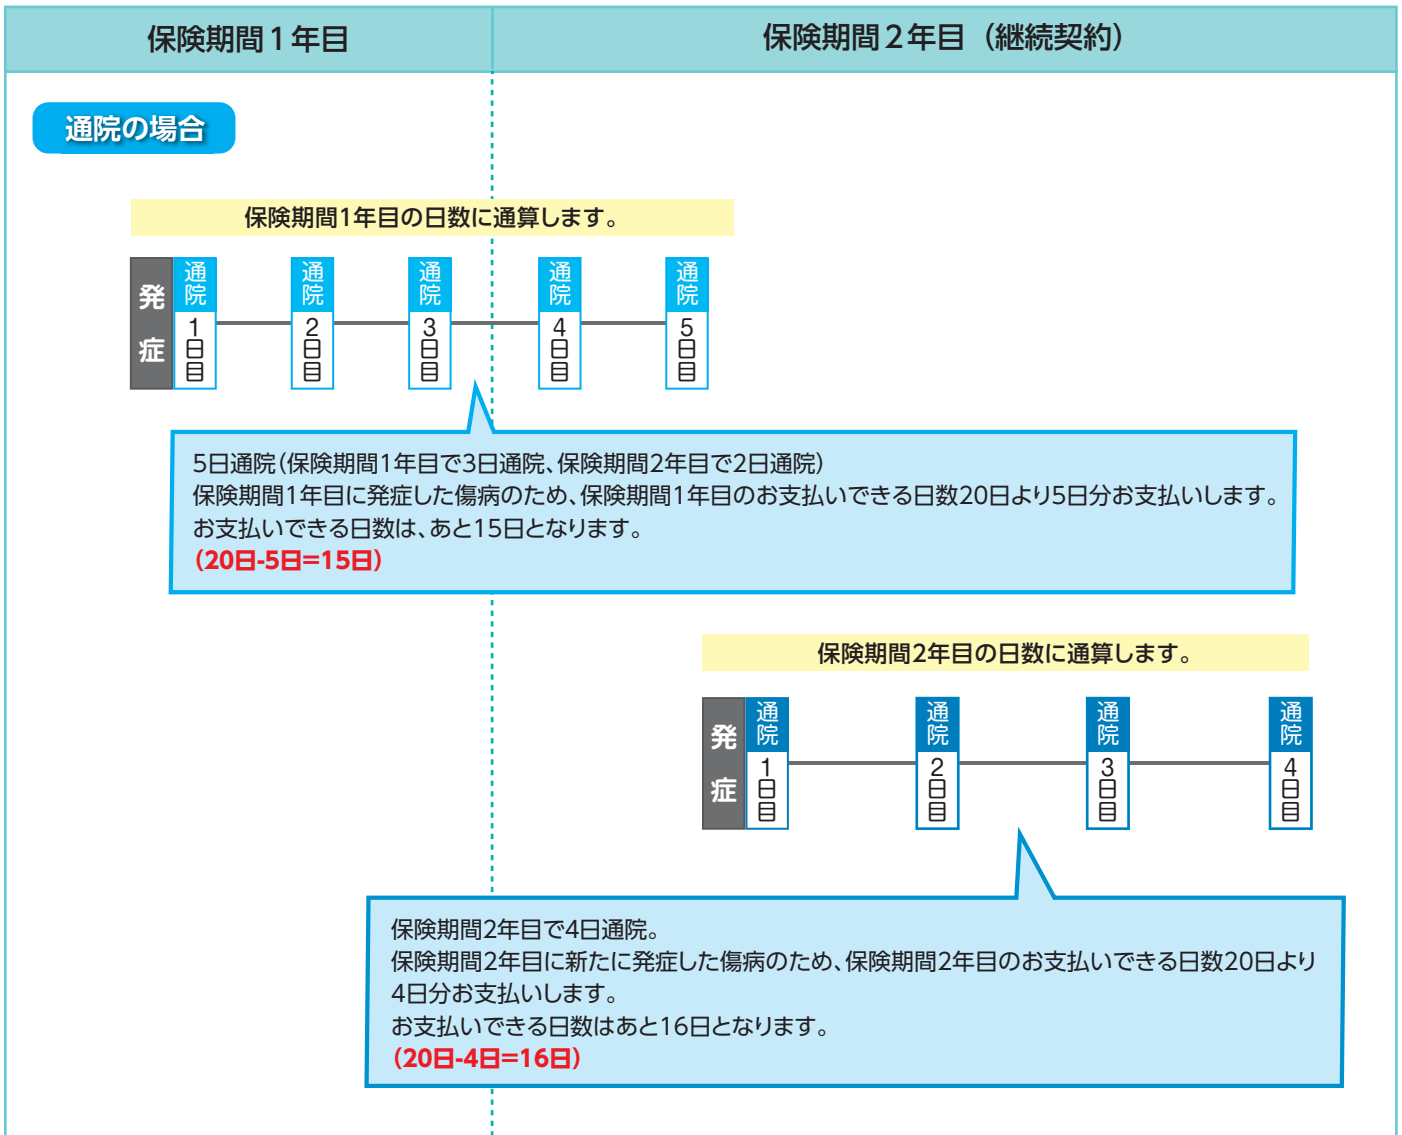 保険期間1年目
保険期間2年目（継続契約）
通院の場合
保険期間1年目の日数に通算します。
発症
通院
1日目
通院
2日目
通院
3日目
通院
4日目
通院
5日目
5日通院（保険期間1年目で3日通院、保険期間2年目で2日通院）
保険期間1年目に発症した傷病のため、保険期間1年目のお支払いできる日数20日より5日分お支払いします。
お支払いできる日数は、あと15日となります。
（20日-5日＝15日）
保険期間2年目の日数に通算します。
発症
通院
1日目
通院
2日目
通院
3日目
通院
4日目
保険期間2年目で4日通院。
保険期間2年目に新たに発症した傷病のため、保険期間2年目のお支払いできる日数20日より
4日分お支払いします。
お支払いできる日数はあと16日となります。
（20日-4日＝16日）